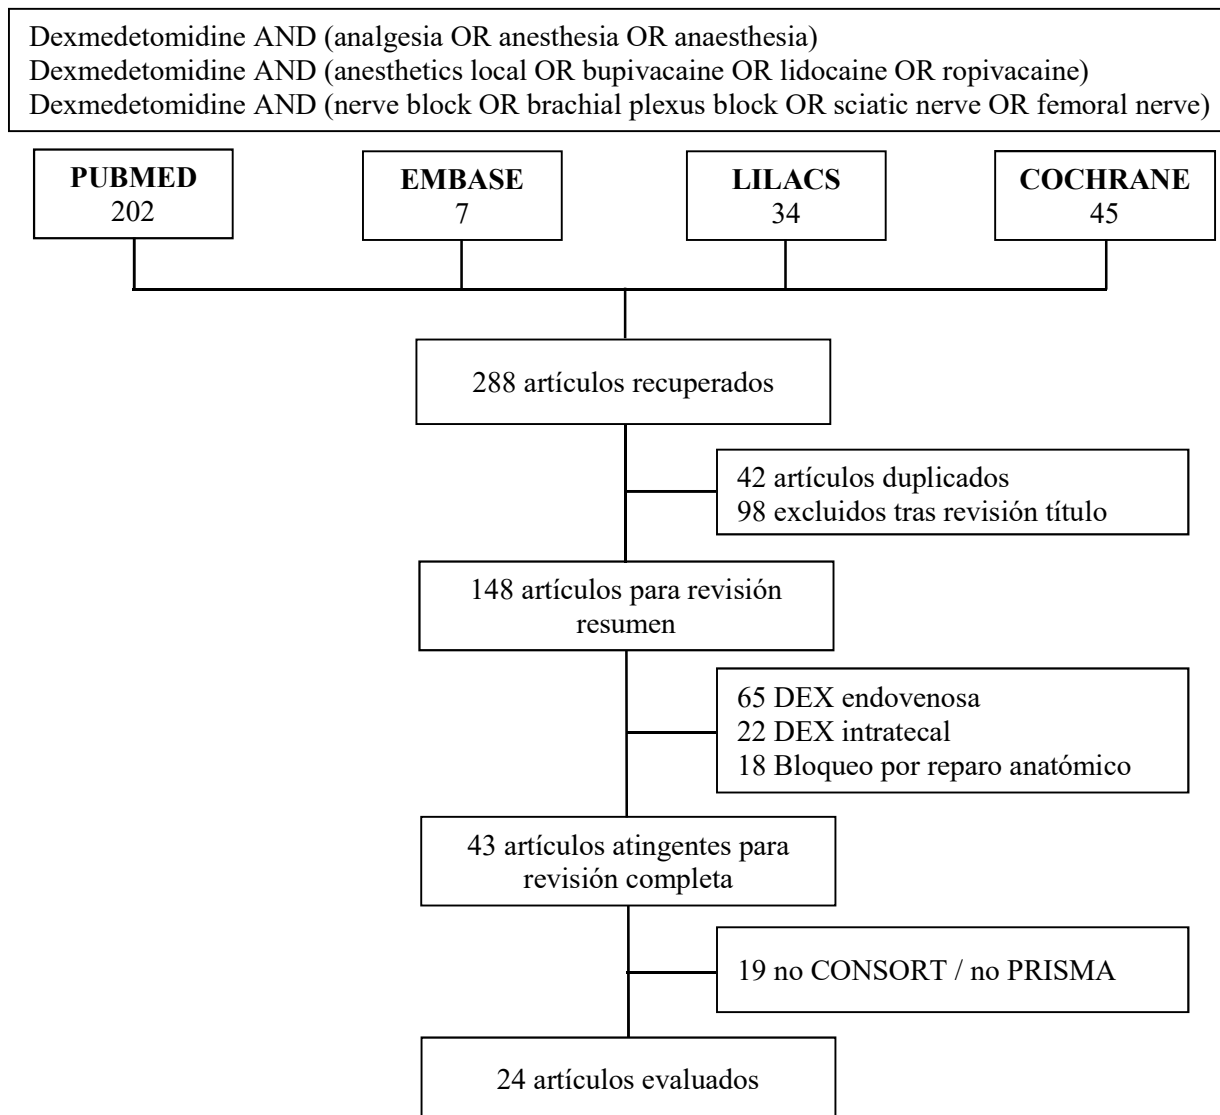 Dexmedetomidine AND (analgesia OR anesthesia OR anaesthesia)
Dexmedetomidine AND (anesthetics local OR bupivacaine OR lidocaine OR ropivacaine)
Dexmedetomidine AND (nerve block OR brachial plexus block OR sciatic nerve OR femoral nerve)
PUBMED
202
EMBASE
7
LILACS
34
COCHRANE
45
288 artículos recuperados
42 artículos duplicados
98 excluidos tras revisión título
148 artículos para revisión
resumen
65 DEX endovenosa
22 DEX intratecal
18 Bloqueo por reparo anatómico
43 artículos atingentes para
revisión completa
19 no CONSORT / no PRISMA
24 artículos evaluados